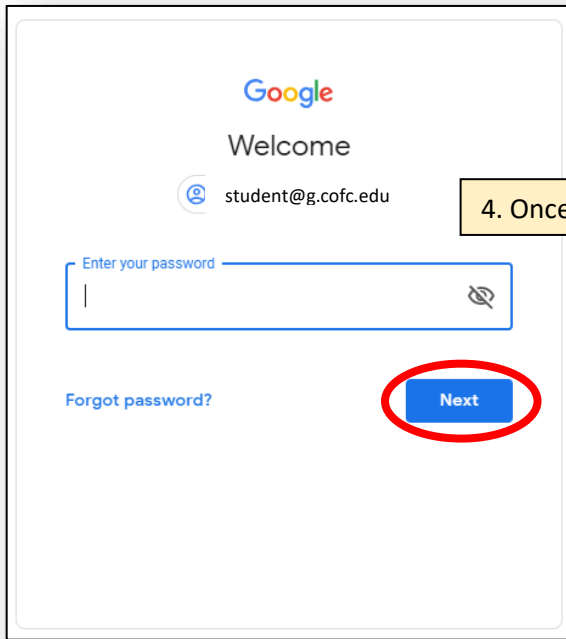 Google
Welcome
student@g.cofc.edu
4. Once
Enter your password
Forgot password?
Next